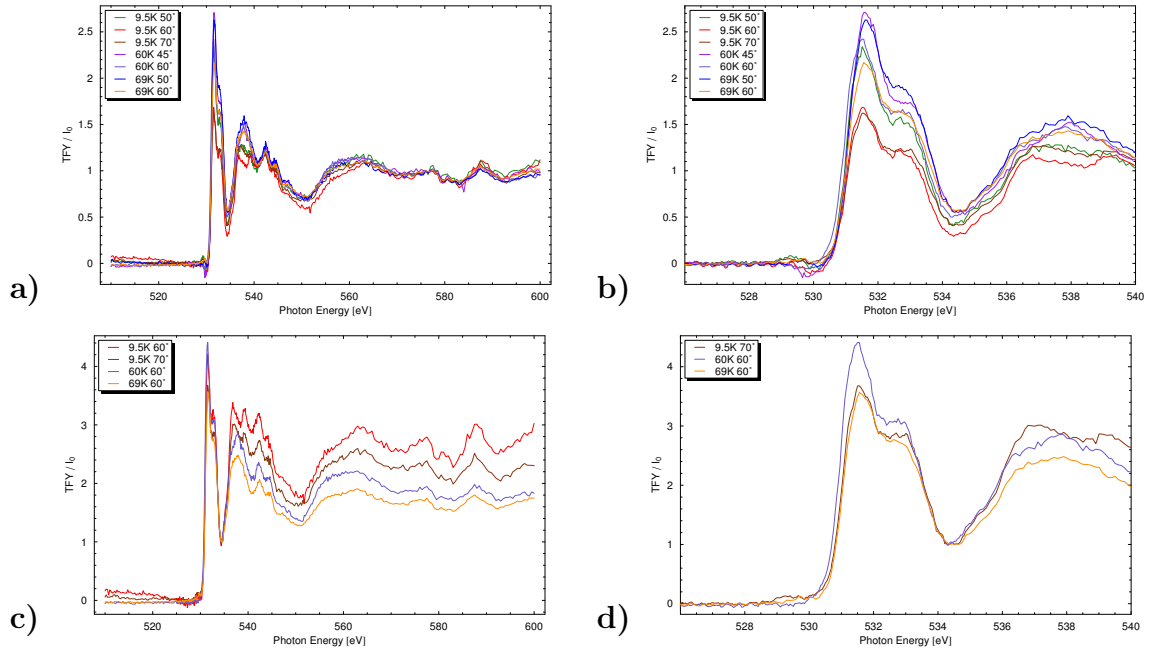 9.5K 50°
9.5K 60°
9.5K 70°
60K 45°
60K 60°
69K 50°
69K 60°
2.5
2
1.5
1
0.5
0
TFY / I0
520
540
560
580
600
Photon Energy [eV]
a)
9.5K 50°
9.5K 60°
9.5K 70°
60K 45°
60K 60°
69K 50°
69K 60°
2.5
2
1.5
1
0.5
0
TFY / I0
528
530
532
534
536
538
540
Photon Energy [eV]
b)
9.5K 60°
9.5K 70°
60K 60°
69K 60°
4
3
2
1
0
TFY / I0
520
540
560
580
600
Photon Energy [eV]
c)
9.5K 70°
60K 60°
69K 60°
4
3
2
1
0
TFY / I0
528
530
532
534
536
538
540
Photon Energy [eV]
d)